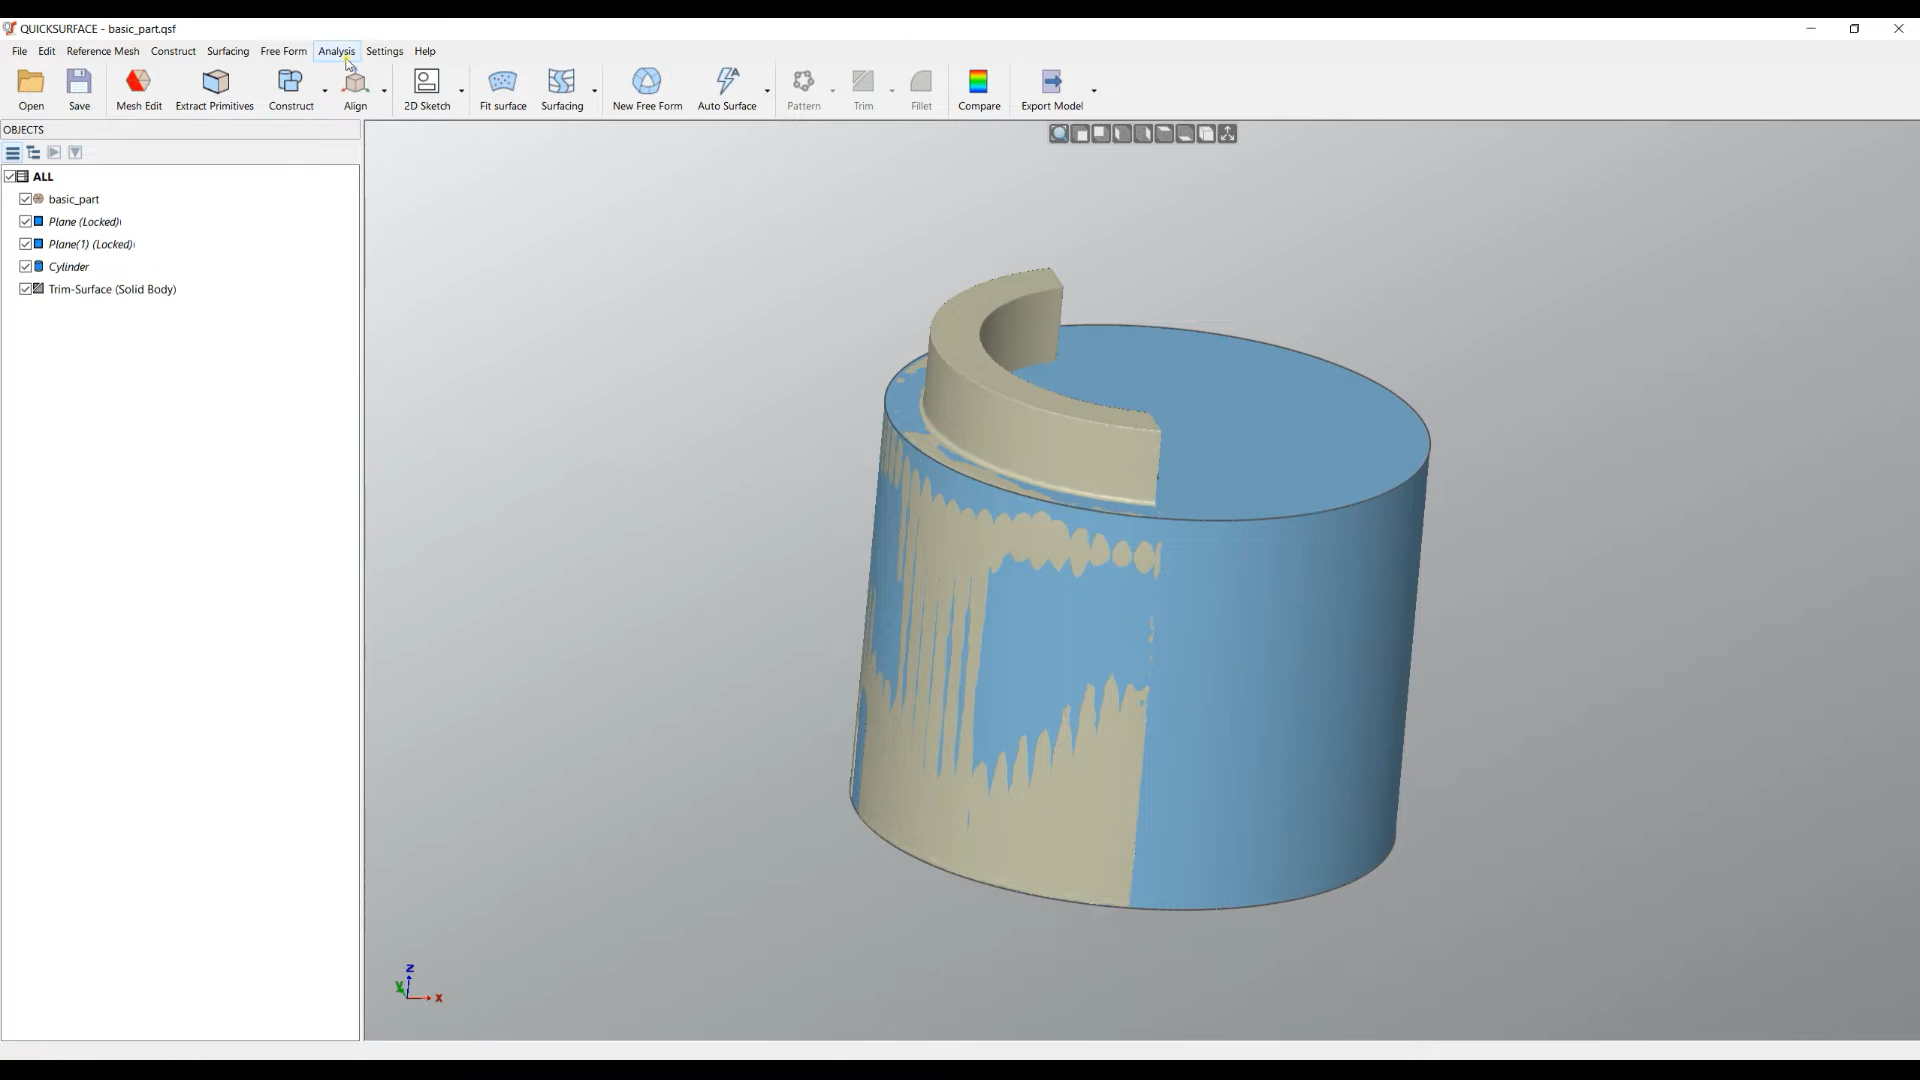 QUICKSURFACE - basic_part.qsf
File Edit Reference Mesh Construct Surfacing Free Form Analysis Settings Help
Open Save Mesh Edit Extract Primitives Construct Align 2D Sketch Fit surface Surfacing New Free Form Auto Surface Pattern Trim Fillet Compare Export Model
OBJECTS
ALL
basic_part
Plane (Locked)
Plane(1) (Locked)
Cylinder
Trim-Surface (Solid Body)
z
y
x